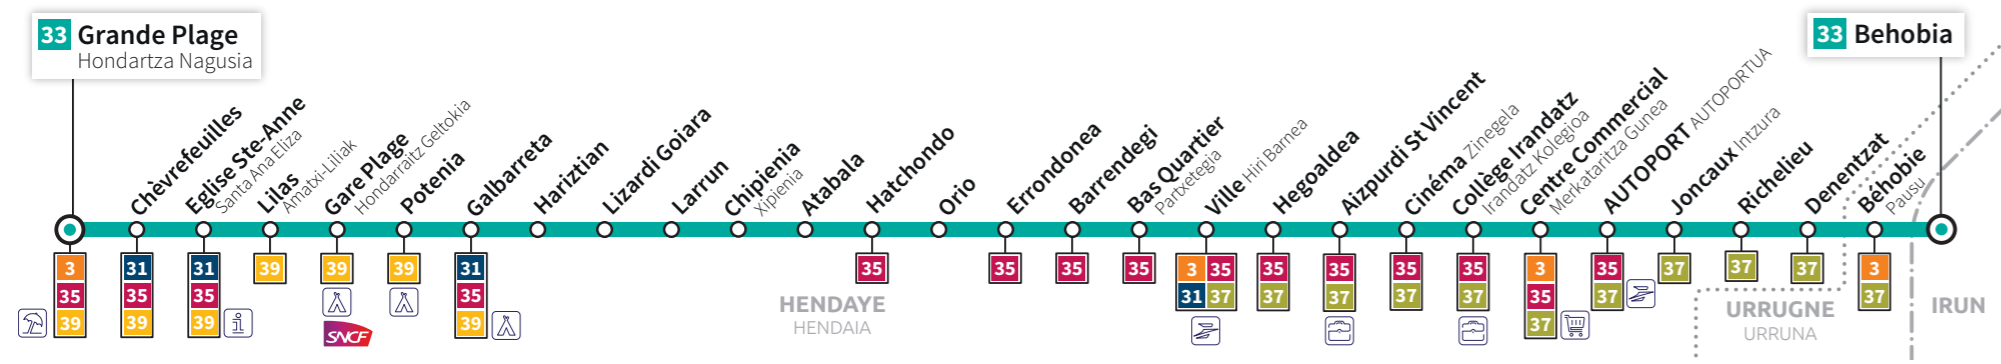 33 Grande Plage
Hondartza Nagusia
33 Behobia
Chèvrefeuilles
Eglise Ste-Anne
Santa Ana Eliza
Lilas
Amatxi-Liliak
Gare Plage
Hondarraitz Geltokia
Potenia
Galbarreta
Hariztian
Lizardi Goiara
Larrun
Chipienia
Xipienia
Atabala
Hatchondo
Orio
Errondonea
Barrendegi
Bas Quartier
Partxetegia
Ville Hiri Barnea
Hegoaldea
Aizpurdi St Vincent
Cinéma Zinegela
Collège Irandatz
Irandatz Kolegioa
Centre Commercial
Merkataritza Gunea
AUTOPORT AUTOPORTUA
Joncaux Intzura
Richelieu
Denentzat
Béhobie
Pausu
3
35
39
31
35
39
31
35
39
39
39
SNCF
39
31
35
39
35
35
35
35
3 35
31 37
35
37
35
37
35
37
35
37
3
35
37
35
37
37
37
37
3
37
HENDAYE
HENDAIA
URRUGNE
URRUNA
IRUN